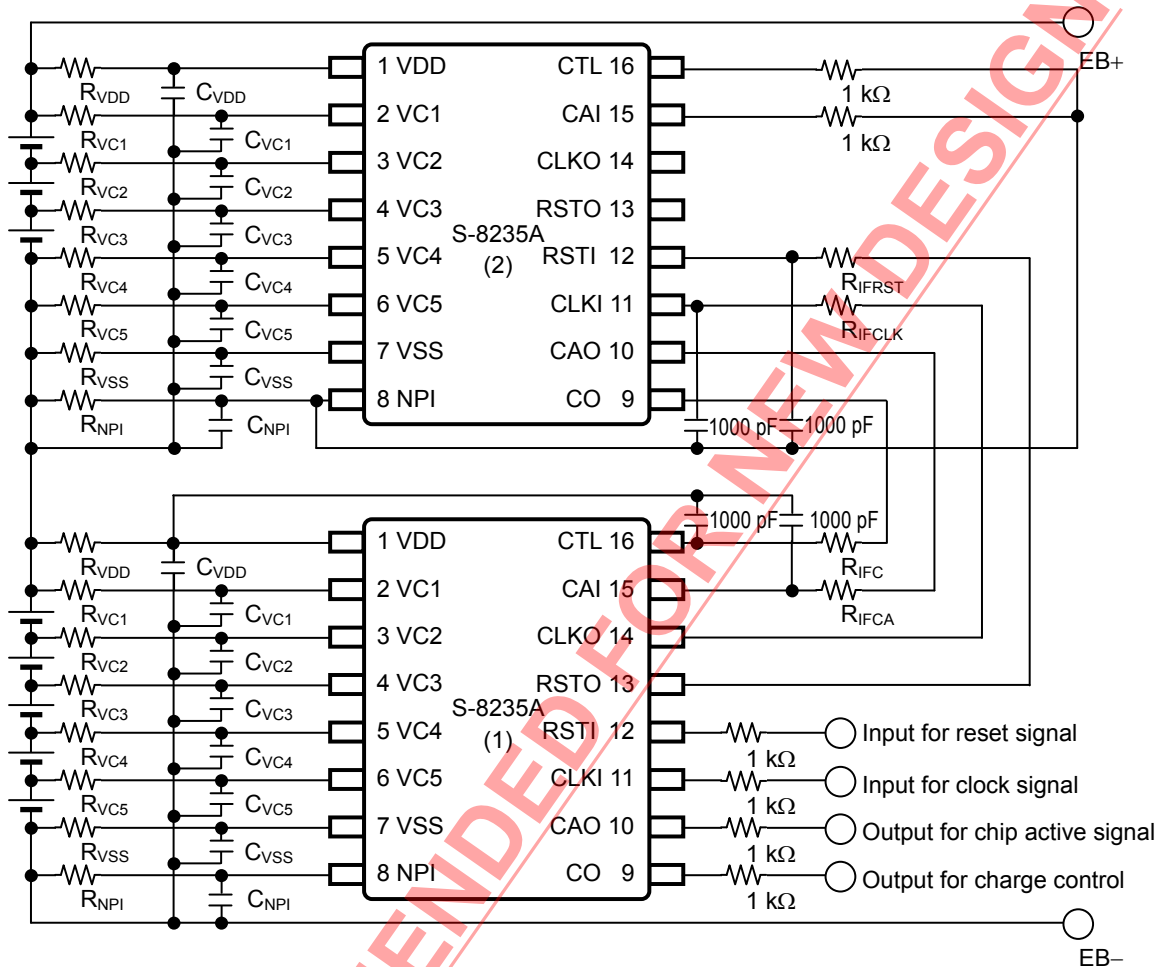 EB+
1 VDD
CTL 16
RVDD
CVDD
1 kΩ
2 VC1
CAI 15
RVC1
CVC1
1 kΩ
3 VC2
CLKO 14
RVC2
CVC2
4 VC3
RSTO 13
RVC3
CVC3
S-8235A
(2)
5 VC4
RSTI 12
RVC4
CVC4
RIFRST
6 VC5
CLKI 11
RVC5
CVC5
RIFCLK
7 VSS
CAO 10
RVSS
CVSS
8 NPI
CO 9
RNPI
CNPI
1000 pF
1000 pF
1000 pF
1000 pF
1 VDD
CTL 16
RVDD
CVDD
RIFC
2 VC1
CAI 15
RVC1
CVC1
RIFCA
3 VC2
CLKO 14
RVC2
CVC2
4 VC3
RSTO 13
RVC3
CVC3
S-8235A
(1)
5 VC4
RSTI 12
Input for reset signal
RVC4
CVC4
1 kΩ
6 VC5
CLKI 11
Input for clock signal
RVC5
CVC5
1 kΩ
7 VSS
CAO 10
Output for chip active signal
RVSS
CVSS
1 kΩ
8 NPI
CO 9
Output for charge control
RNPI
CNPI
1 kΩ
EB−
ENDED FOR NEW DESIGN